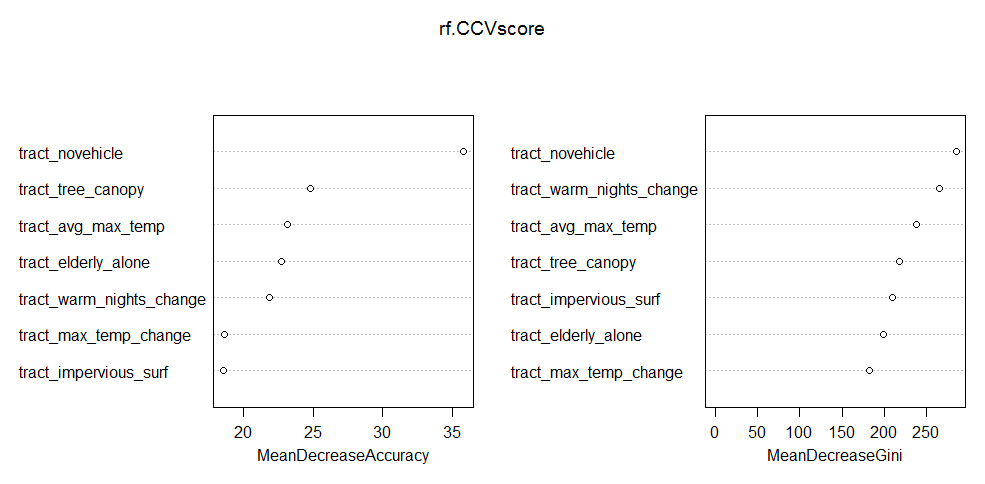 rf.CCVscore
tract_novehicle
tract_tree_canopy
tract_avg_max_temp
tract_elderly_alone
tract_warm_nights_change
tract_max_temp_change
tract_impervious_surf
20 25 30 35
MeanDecreaseAccuracy
tract_novehicle
tract_warm_nights_change
tract_avg_max_temp
tract_tree_canopy
tract_impervious_surf
tract_elderly_alone
tract_max_temp_change
0 50 100 150 200 250
MeanDecreaseGini